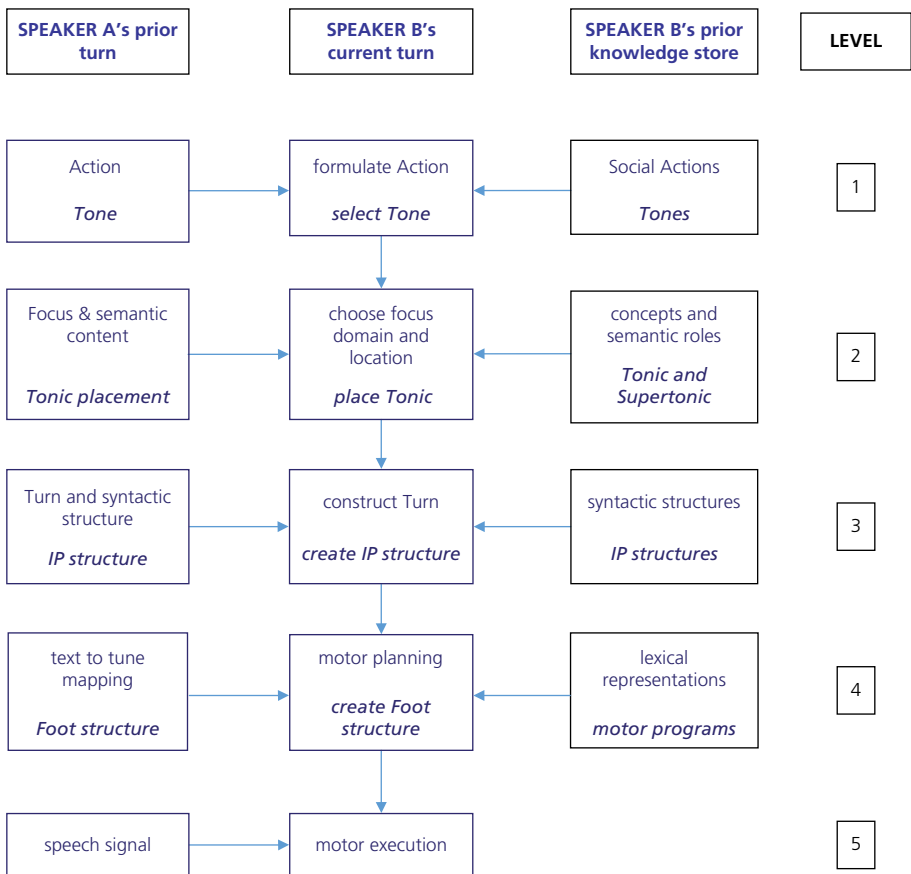 SPEAKER A's prior
turn
SPEAKER B's
current turn
SPEAKER B's prior
knowledge store
LEVEL
Action
Tone
formulate Action
select Tone
Social Actions
Tones
1
Focus & semantic
content
Tonic placement
choose focus
domain and
location
place Tonic
concepts and
semantic roles
Tonic and
Supertonic
2
Turn and syntactic
structure
IP structure
construct Turn
create IP structure
syntactic structures
IP structures
3
text to tune
mapping
Foot structure
motor planning
create Foot
structure
lexical
representations
motor programs
4
speech signal
motor execution
5